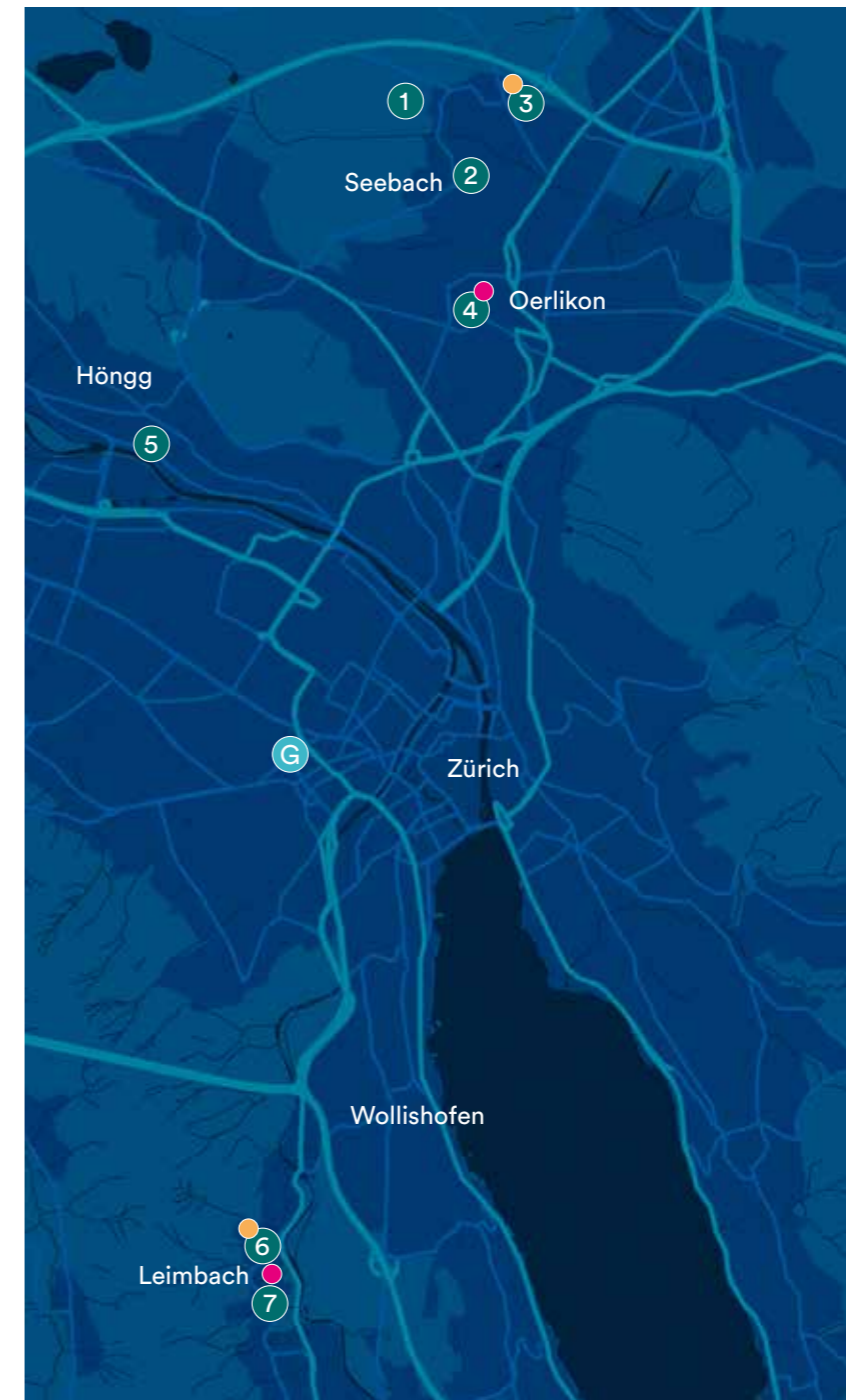 1
3
Seebach 2
4 Oerlikon
Höngg
5
G
Zürich
Wollishofen
6
Leimbach
7